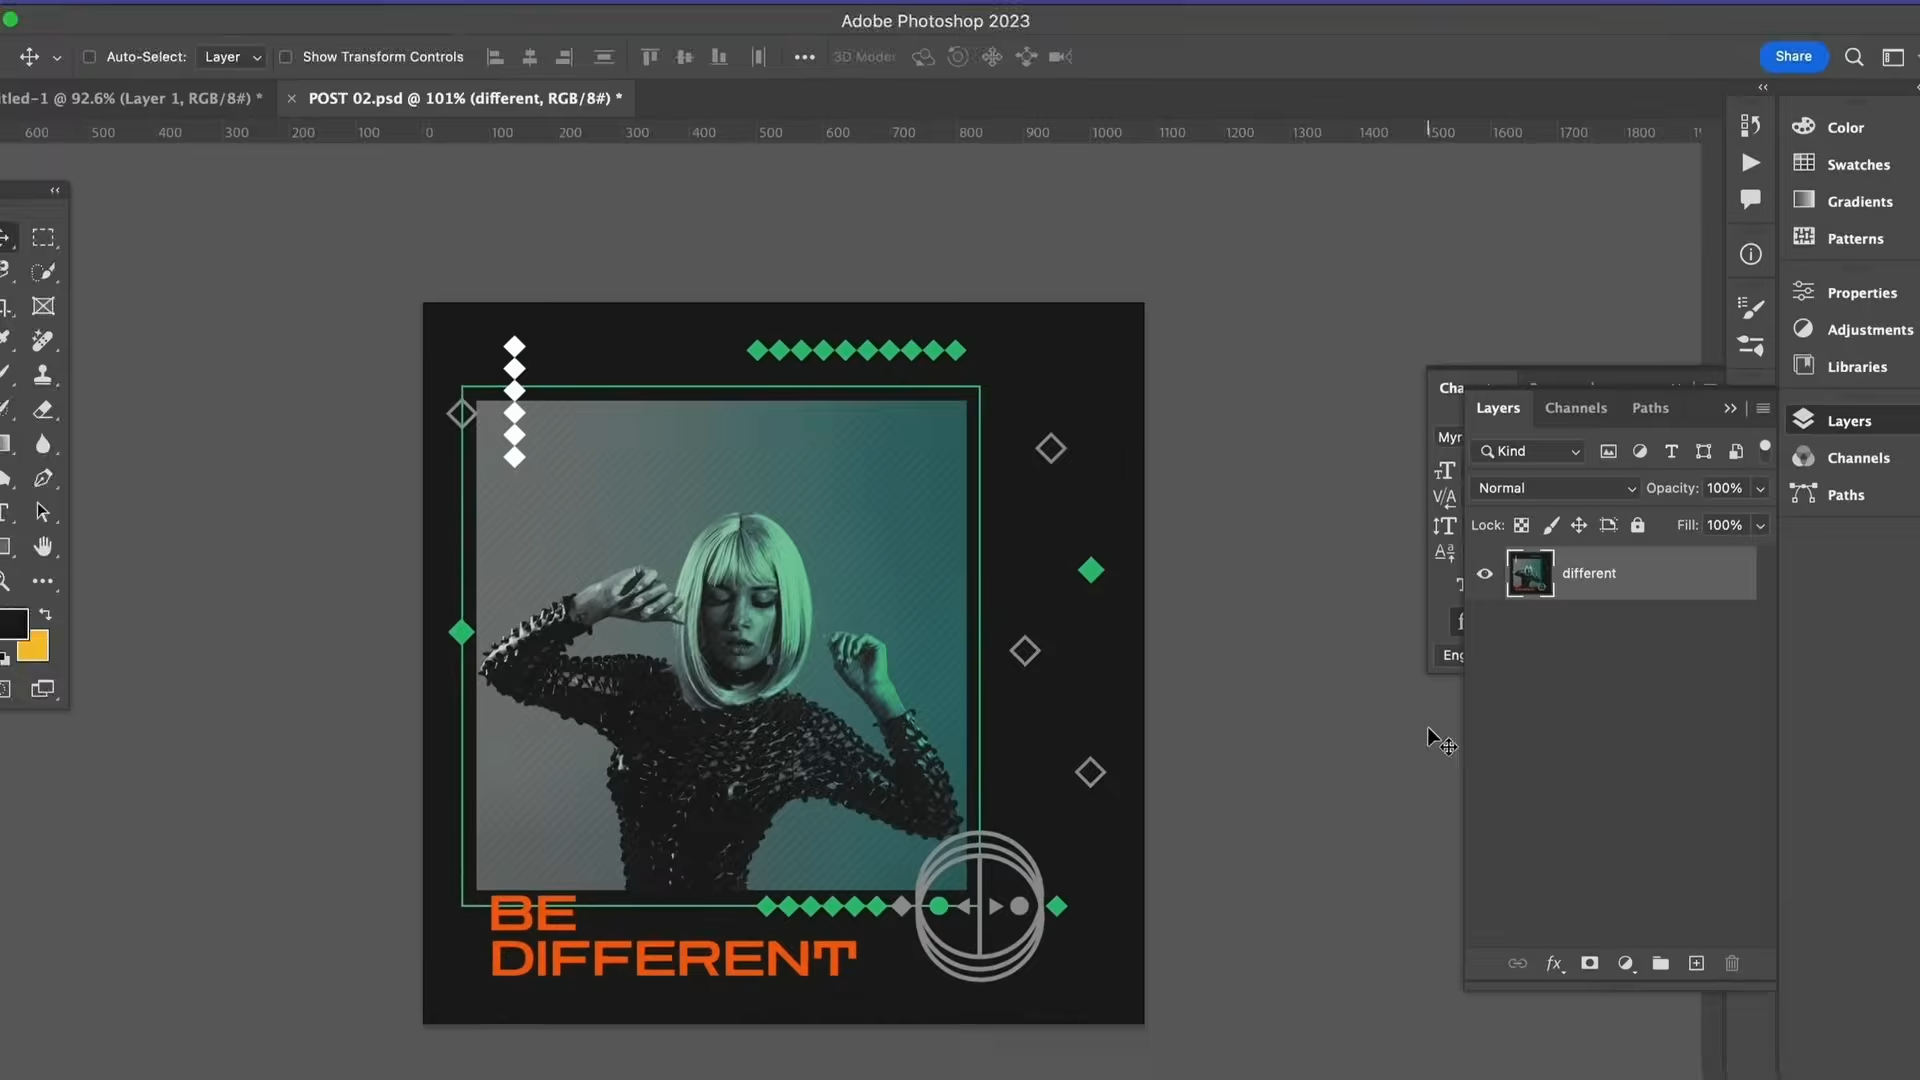 Adobe Photoshop 2023
Auto-Select: Layer Show Transform Controls 3D Mode: Share
tled-1 @ 92.6% (Layer 1, RGB/8#) * × POST 02.psd @ 101% (different, RGB/8#) *
600 500 400 300 200 100 0 100 200 300 400 500 600 700 800 900 1000 1100 1200 1300 1400 1500 1600 1700 1800
Color
Swatches
Gradients
Patterns
Properties
Adjustments
Libraries
Layers
Channels
Paths
Cha
Myr
Eng
Layers Channels Paths
Kind
Normal Opacity: 100%
Lock: Fill: 100%
different
fx
BE
DIFFERENT